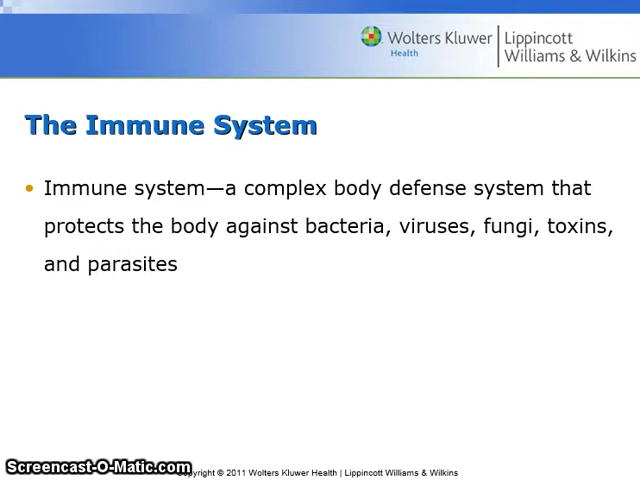 Wolters Kluwer
Health
Lippincott
Williams & Wilkins
The Immune System
• Immune system—a complex body defense system that
protects the body against bacteria, viruses, fungi, toxins,
and parasites
Screencast-O-Matic.com
opyright © 2011 Wolters Kluwer Health | Lippincott Williams & Wilkins